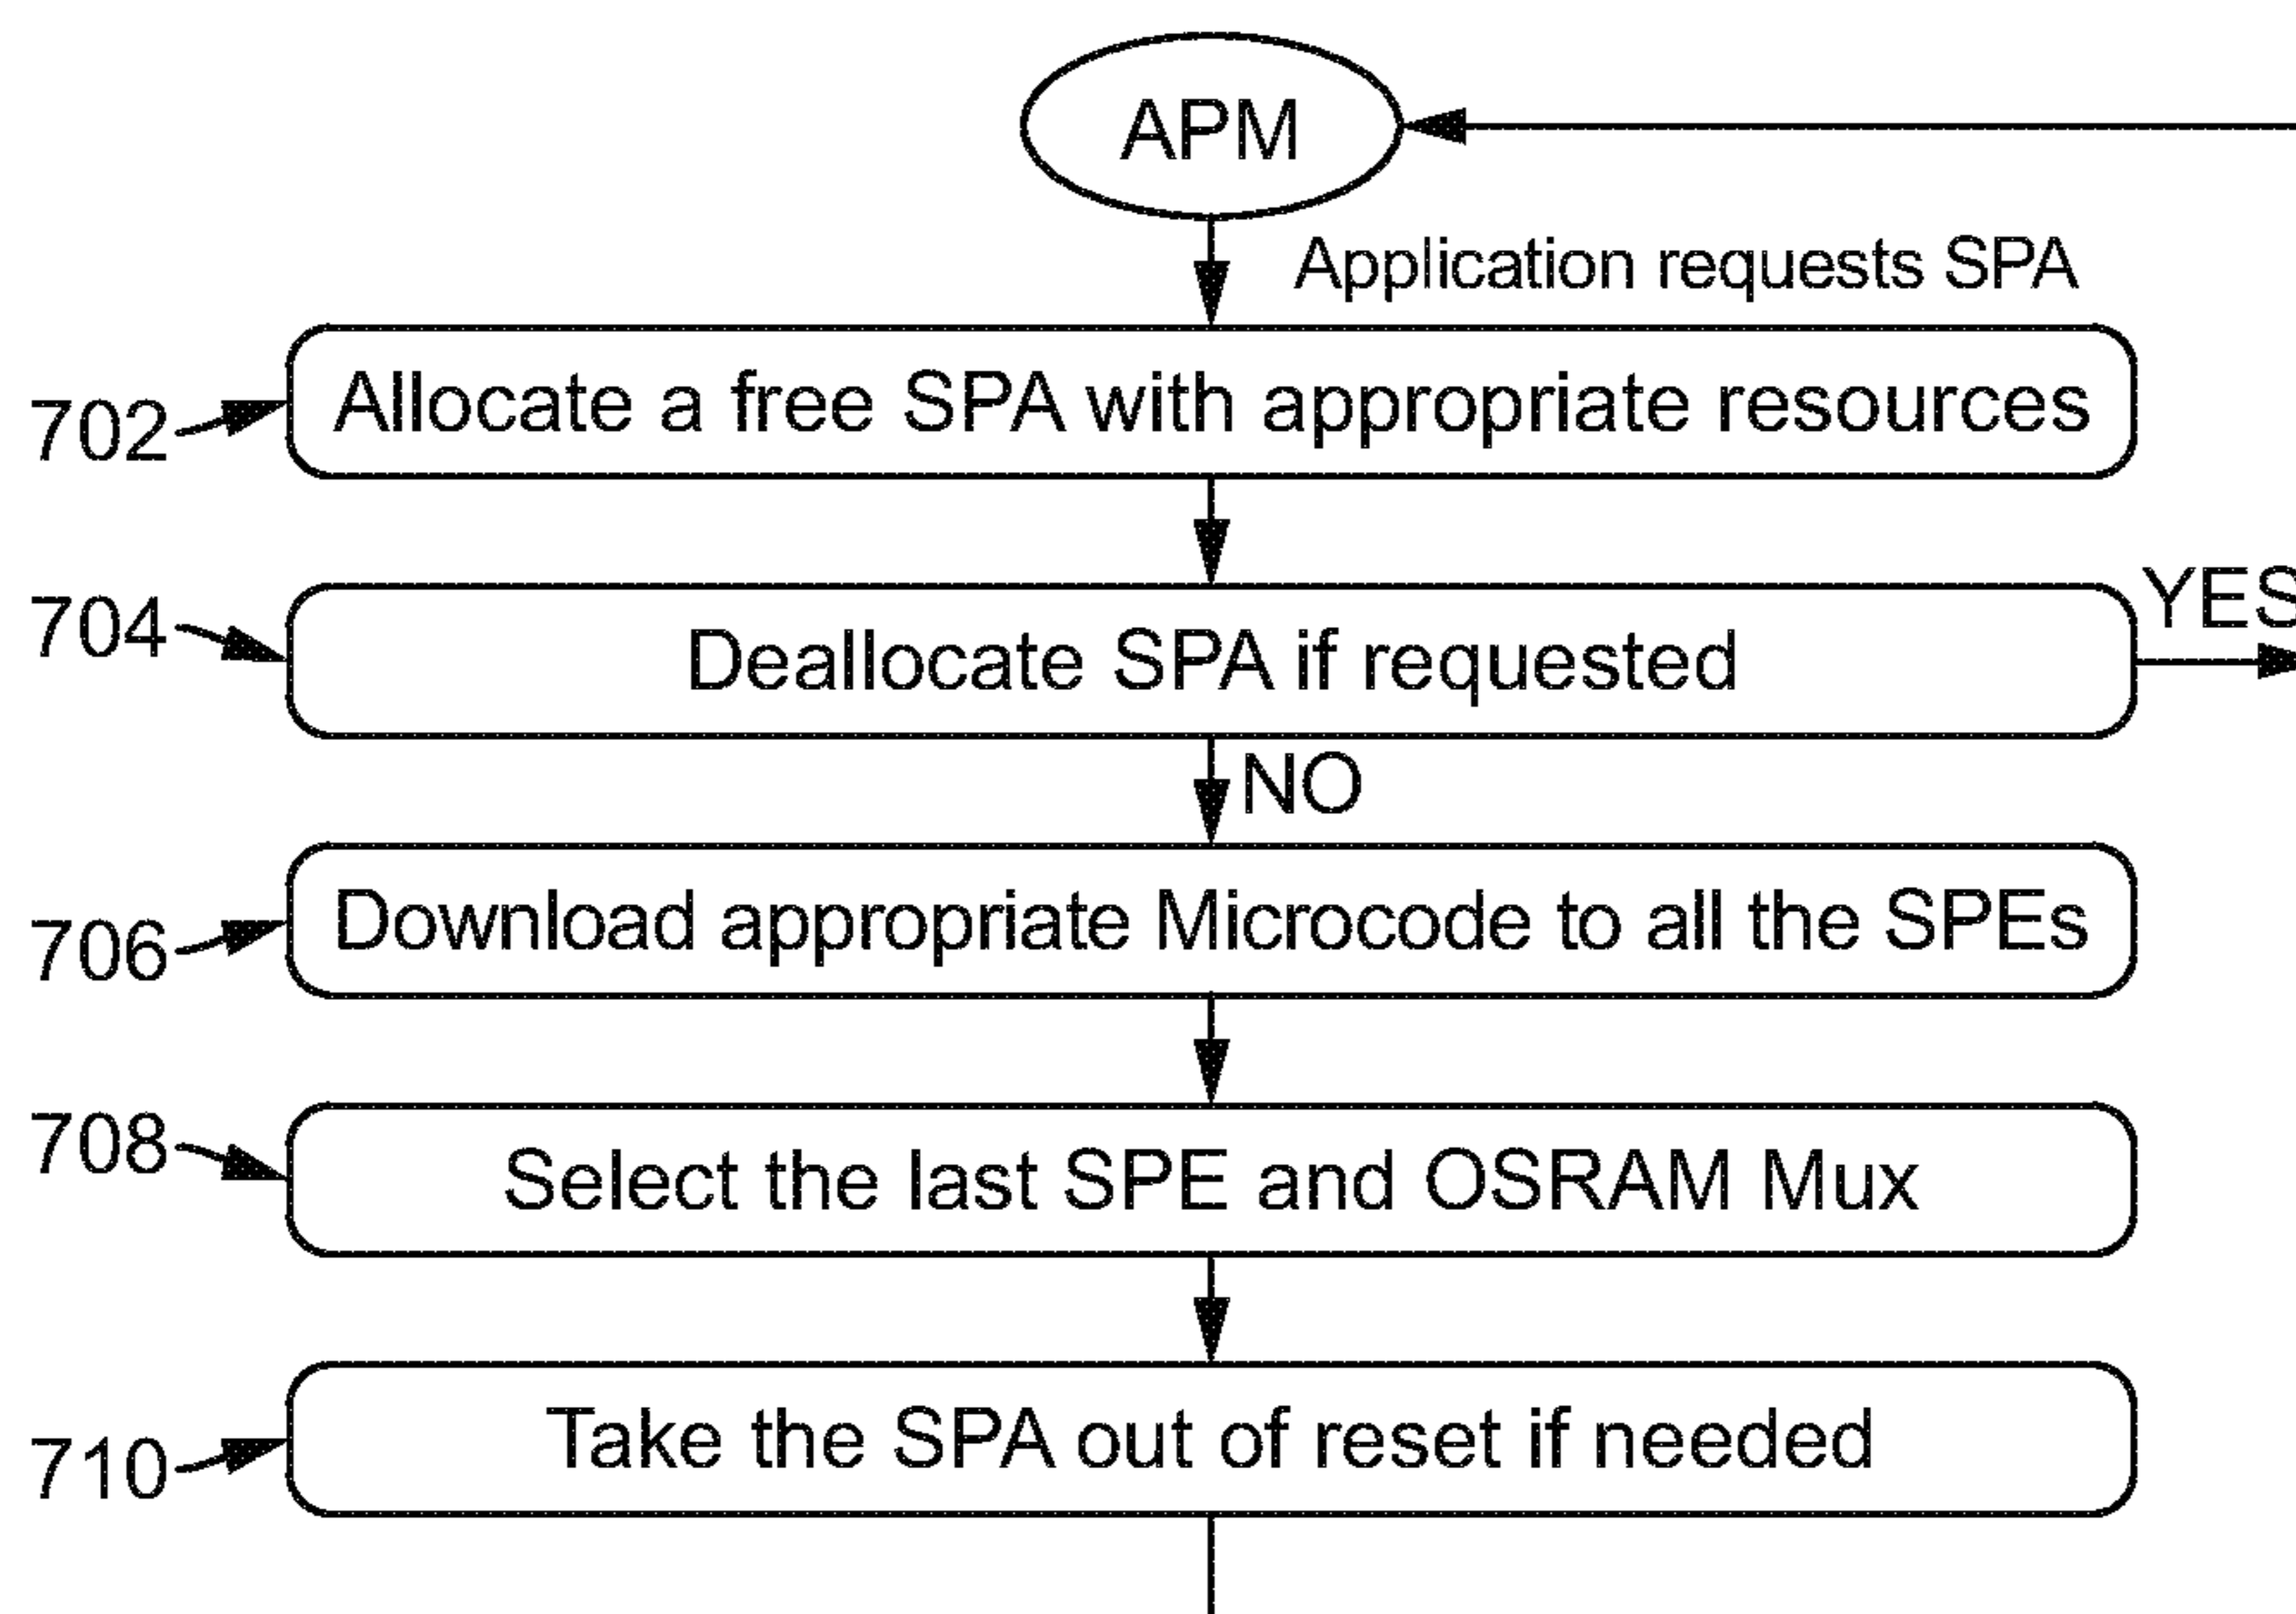 APM
Application requests SPA
702
Allocate a free SPA with appropriate resources
704
Deallocate SPA if requested
YES
NO
706
Download appropriate Microcode to all the SPEs
708
Select the last SPE and OSRAM Mux
710
Take the SPA out of reset if needed